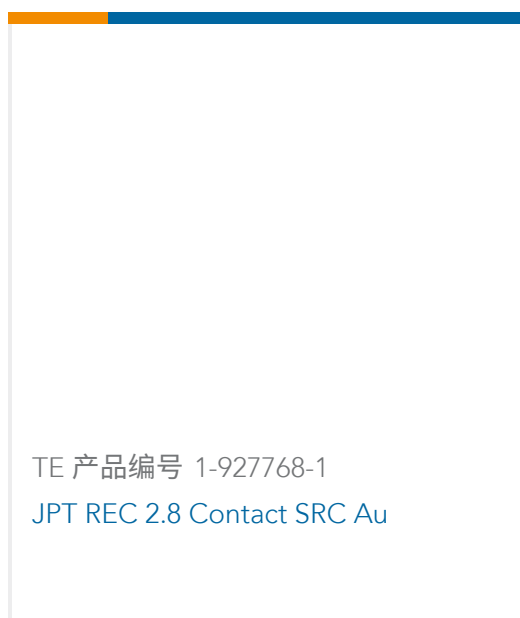 TE 产品编号 1-927768-1
JPT REC 2.8 Contact SRC Au